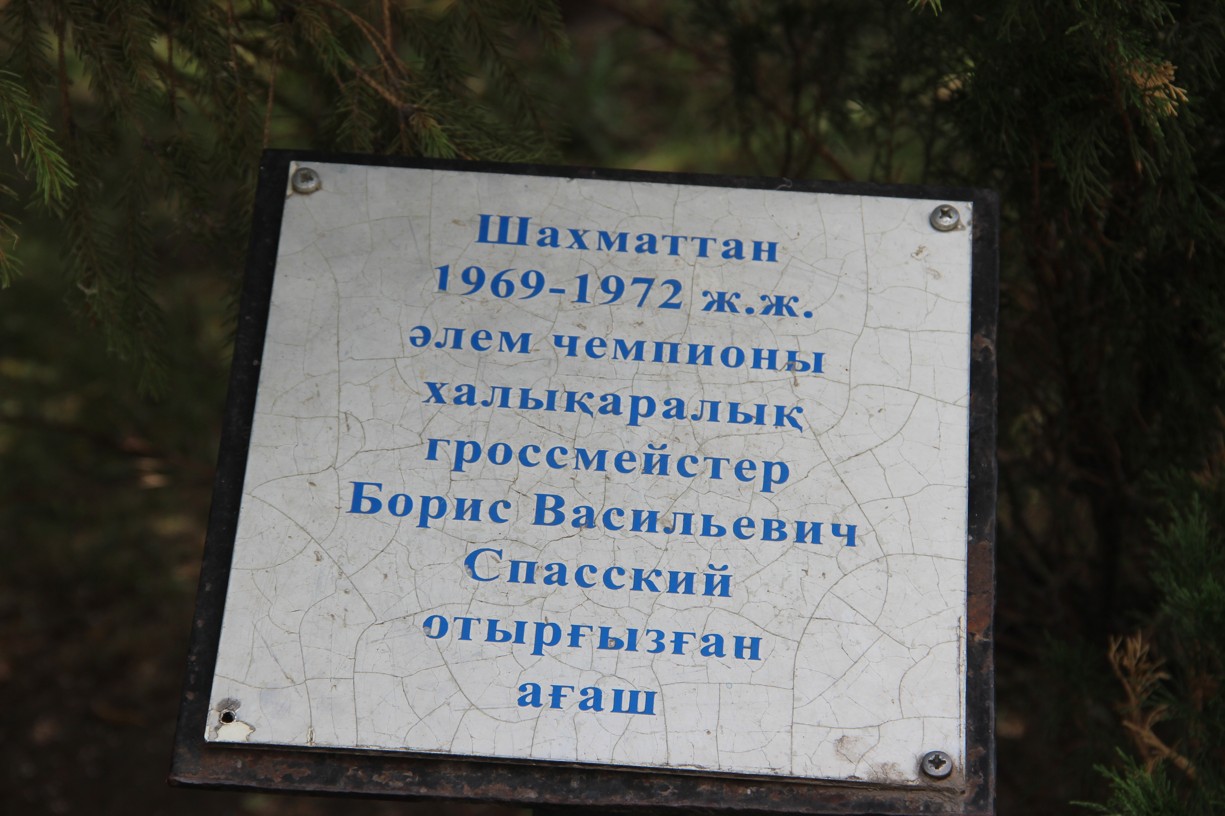 Шахматтан
1969-1972 ж.ж.
әлем чемпионы
халықаралық
гроссмейстер
Борис Васильевич
Спасский
отырғызған
ағаш